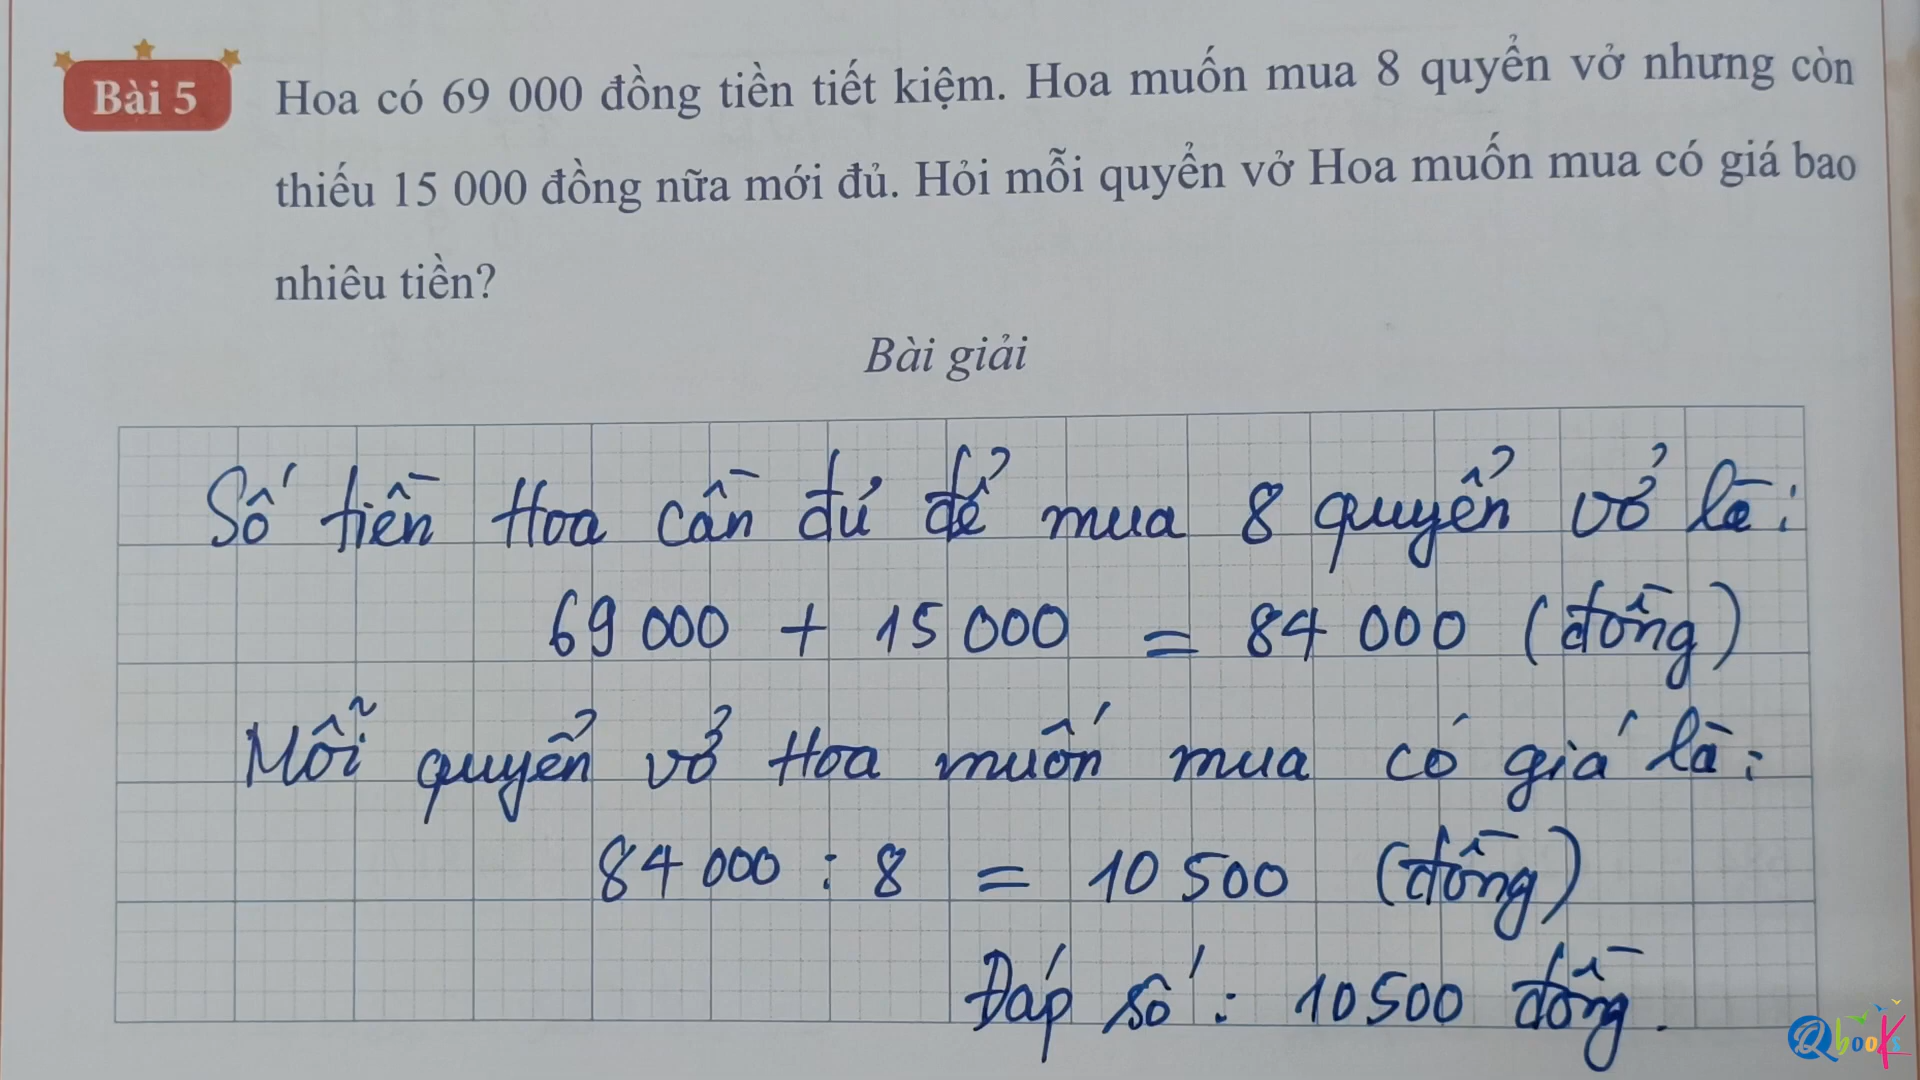 Bài 5
Hoa có 69 000 đồng tiền tiết kiệm. Hoa muốn mua 8 quyển vở nhưng còn
thiếu 15 000 đồng nữa mới đủ. Hỏi mỗi quyển vở Hoa muốn mua có giá bao
nhiêu tiền?
Bài giải
Số tiền Hoa cần đủ để mua 8 quyển vở là:
69 000 + 15 000 = 84 000 (đồng)
Mỗi quyển vở Hoa muốn mua có giá là:
84 000 : 8 = 10 500 (đồng)
Đáp số: 10 500 đồng.
Qbooks